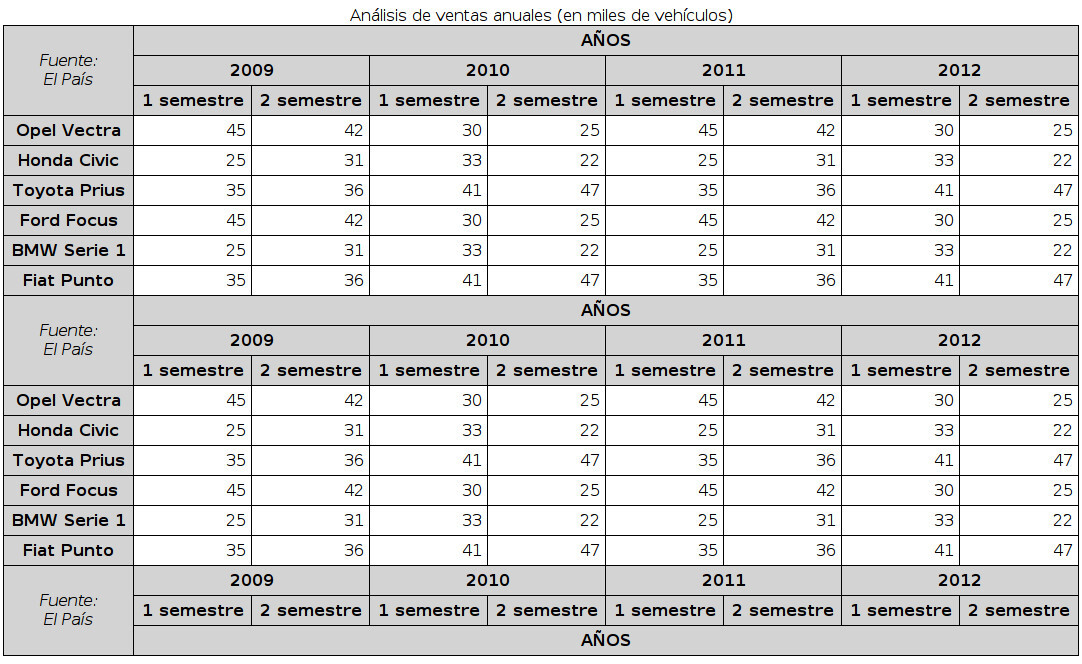 Análisis de ventas anuales (en miles de vehículos)
Fuente:
El País
AÑOS
2009 2010 2011 2012
1 semestre 2 semestre 1 semestre 2 semestre 1 semestre 2 semestre 1 semestre 2 semestre
Opel Vectra 45 42 30 25 45 42 30 25
Honda Civic 25 31 33 22 25 31 33 22
Toyota Prius 35 36 41 47 35 36 41 47
Ford Focus 45 42 30 25 45 42 30 25
BMW Serie 1 25 31 33 22 25 31 33 22
Fiat Punto 35 36 41 47 35 36 41 47
Fuente:
El País
AÑOS
2009 2010 2011 2012
1 semestre 2 semestre 1 semestre 2 semestre 1 semestre 2 semestre 1 semestre 2 semestre
Opel Vectra 45 42 30 25 45 42 30 25
Honda Civic 25 31 33 22 25 31 33 22
Toyota Prius 35 36 41 47 35 36 41 47
Ford Focus 45 42 30 25 45 42 30 25
BMW Serie 1 25 31 33 22 25 31 33 22
Fiat Punto 35 36 41 47 35 36 41 47
Fuente:
El País
2009 2010 2011 2012
1 semestre 2 semestre 1 semestre 2 semestre 1 semestre 2 semestre 1 semestre 2 semestre
AÑOS